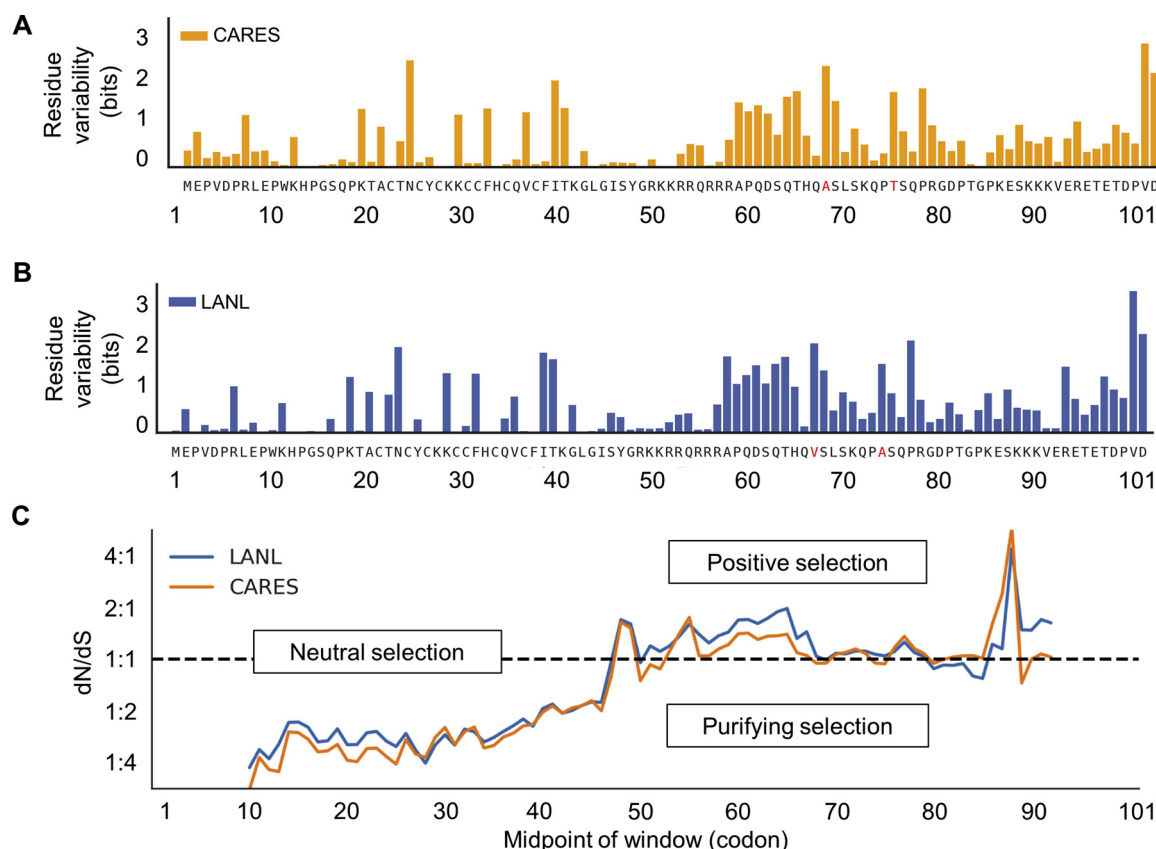 A
CARES
Residue
variability
(bits)
3
2
1
0
MEPVDPRLEPWKHPGSQPKTACTNCYCKKCCFHCQVCFITKGLGISYGRKKRRQRRRAPQDSQTHQASLSKQPTSQPRGDPTGPKESKKKVERETETDPVD
1 10 20 30 40 50 60 70 80 90 101
B
LANL
Residue
variability
(bits)
3
2
1
0
MEPVDPRLEPWKHPGSQPKTACTNCYCKKCCFHCQVCFITKGLGISYGRKKRRQRRRAPQDSQTHQVSLSKQPASQPRGDPTGPKESKKKVERETETDPVD
1 10 20 30 40 50 60 70 80 90 101
C
LANL
CARES
Positive selection
Neutral selection
Purifying selection
dN/dS
4:1
2:1
1:1
1:2
1:4
1 10 20 30 40 50 60 70 80 90 101
Midpoint of window (codon)